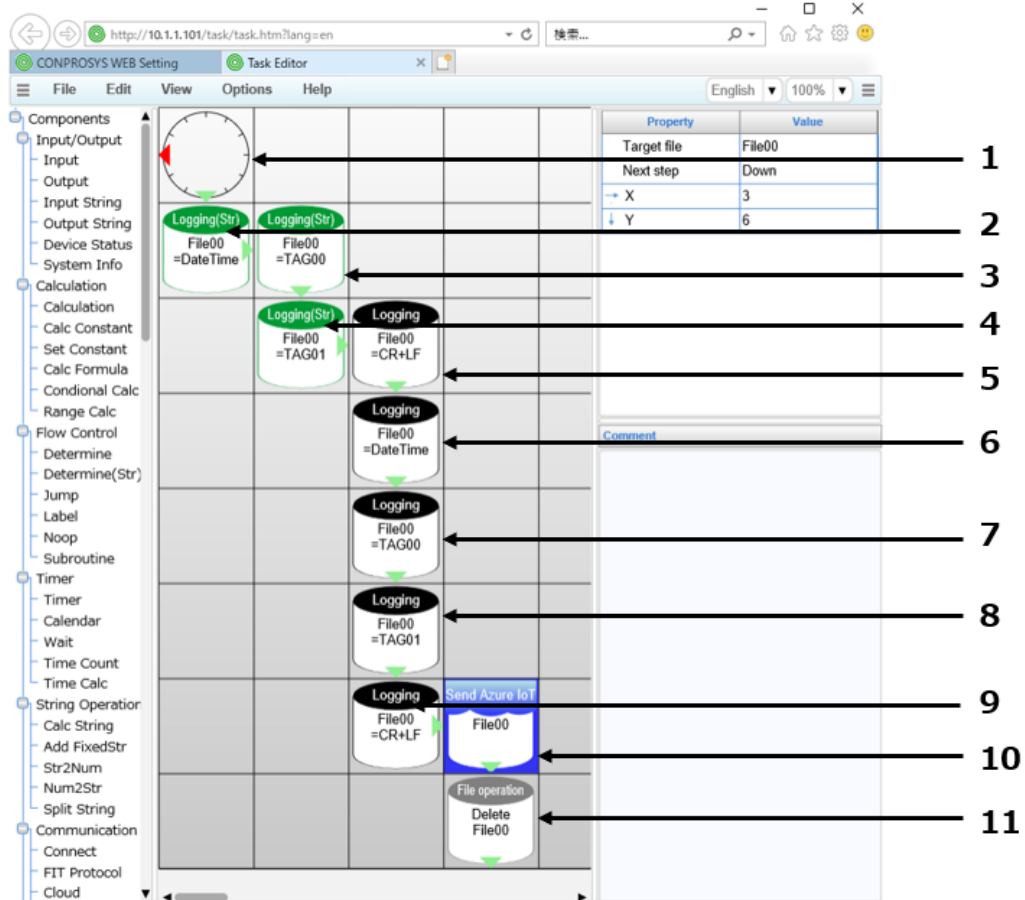 http://10.1.1.101/task/task.htm?lang=en
検索...
CONPROSYS WEB Setting
Task Editor
File Edit View Options Help
English
100%
Components
Input/Output
Input
Output
Input String
Output String
Device Status
System Info
Calculation
Calculation
Calc Constant
Set Constant
Calc Formula
Condional Calc
Range Calc
Flow Control
Determine
Determine(Str)
Jump
Label
Noop
Subroutine
Timer
Timer
Calendar
Wait
Time Count
Time Calc
String Operation
Calc String
Add FixedStr
Str2Num
Num2Str
Split String
Communication
Connect
FIT Protocol
Cloud
Logging(Str)
File00
=DateTime
Logging(Str)
File00
=TAG00
Logging(Str)
File00
=TAG01
Logging
File00
=CR+LF
Logging
File00
=DateTime
Logging
File00
=TAG00
Logging
File00
=TAG01
Logging
File00
=CR+LF
Send Azure IoT
File00
File operation
Delete
File00
Property Value
Target file File00
Next step Down
X 3
Y 6
Comment
1
2
3
4
5
6
7
8
9
10
11